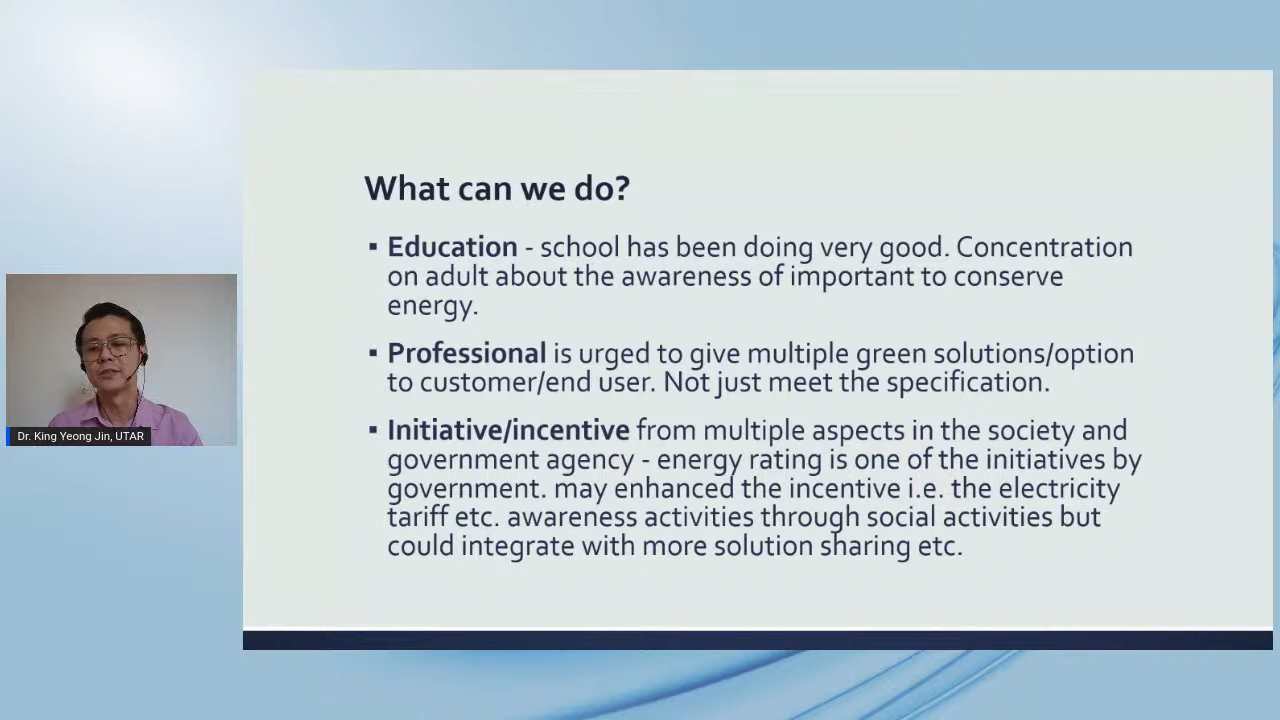 What can we do?
▪ Education - school has been doing very good. Concentration
on adult about the awareness of important to conserve
energy.
▪ Professional is urged to give multiple green solutions/option
to customer/end user. Not just meet the specification.
▪ Initiative/incentive from multiple aspects in the society and
government agency - energy rating is one of the initiatives by
government. may enhanced the incentive i.e. the electricity
tariff etc. awareness activities through social activities but
could integrate with more solution sharing etc.
Dr. King Yeong Jin, UTAR